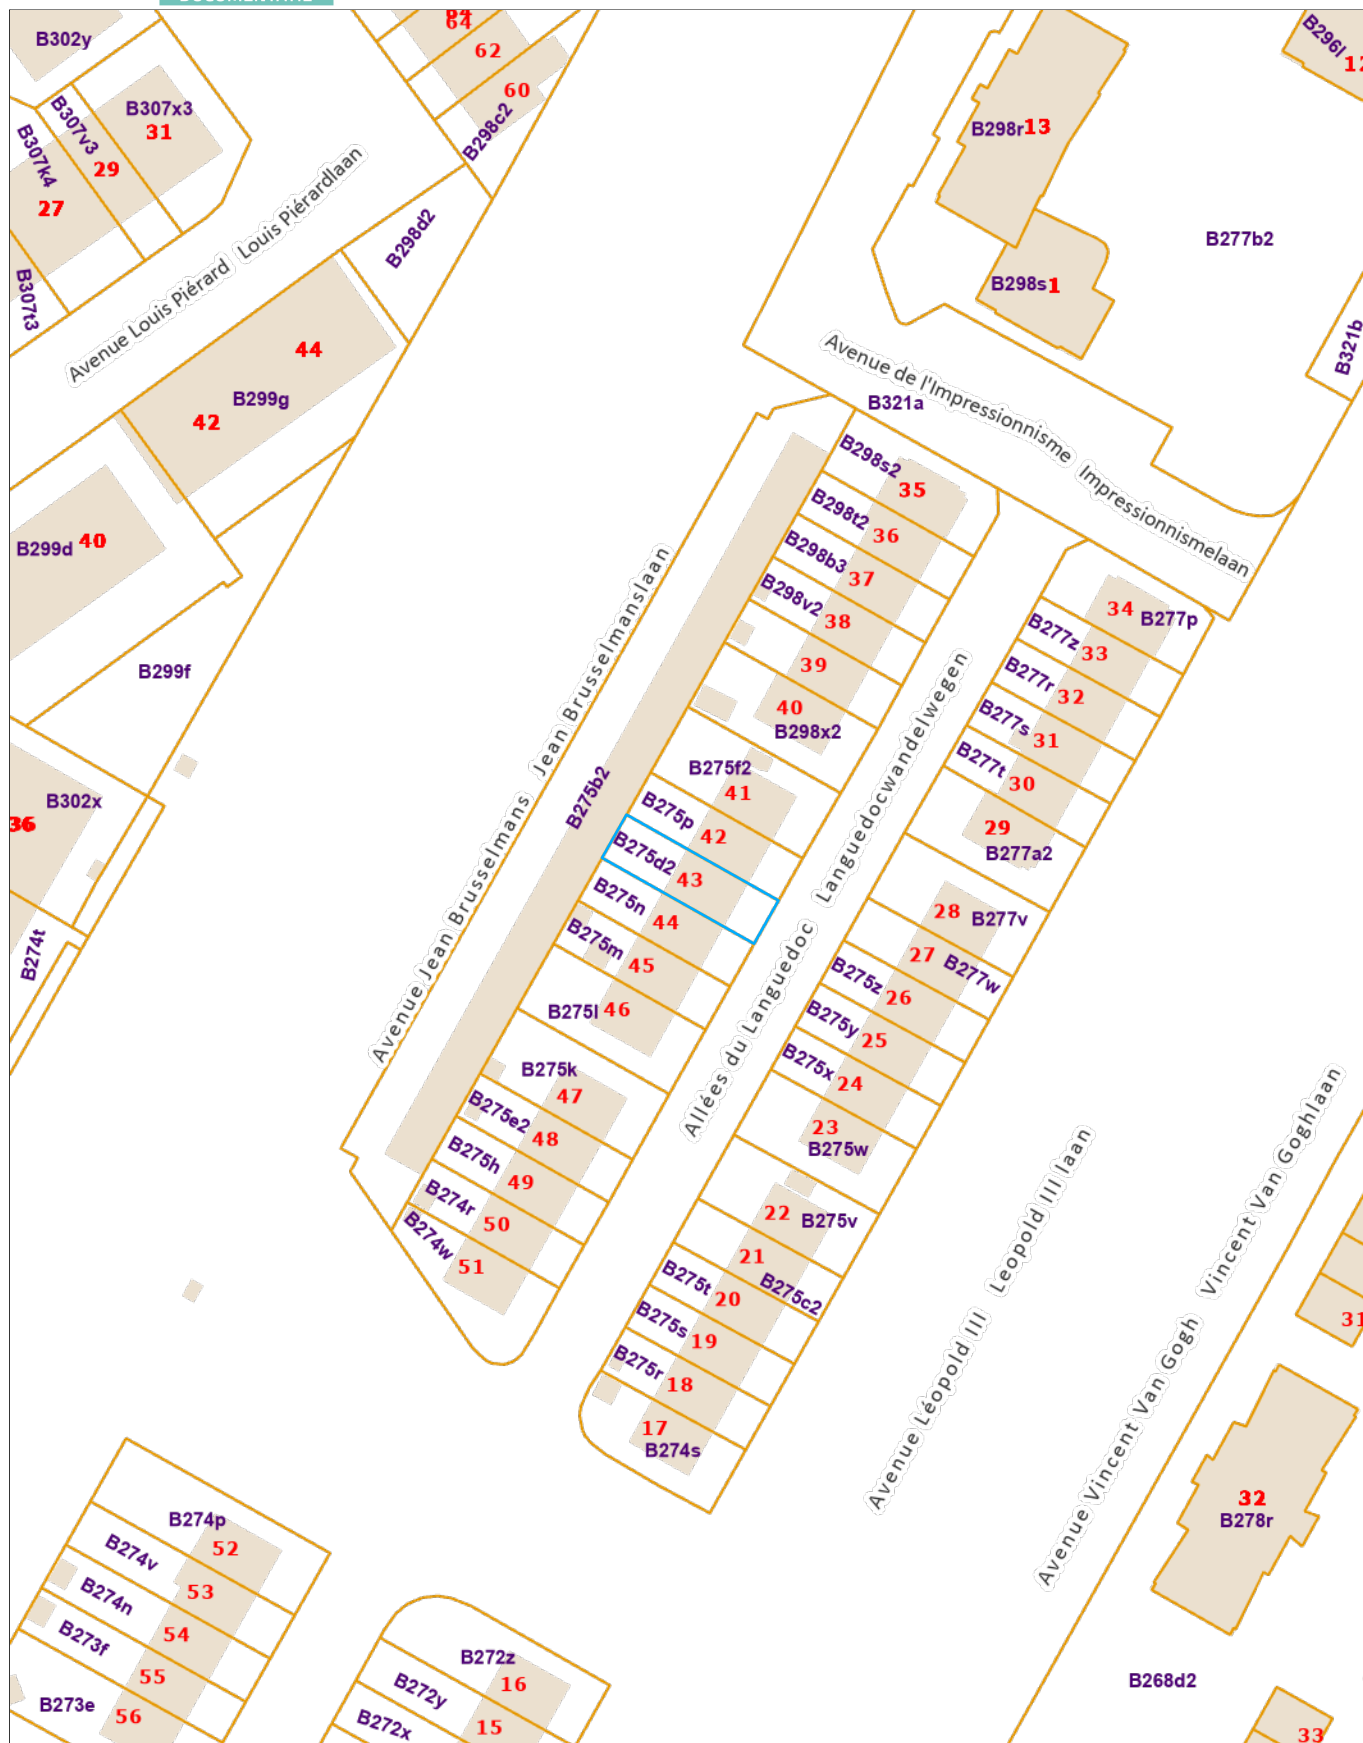 B302y
64
62
60
B298c2
B307x3
31
B307v3
29
B307k4
27
B307t3
Avenue Louis Piérard Louis Piérardlaan
B298d2
44
B299g
42
B299d 40
B299f
B302x
36
B274t
B296l
B298r 13
B277b2
B298s 1
B321b
Avenue de l'Impressionnisme Impressionnismelaan
B321a
B298s2
35
B298t2
36
B298b3
37
B298v2
38
39
40
B298x2
Avenue Jean Brusselmans Jean Brusselmanslaan
B275b2
B275f2
41
B275p
42
B275d2
43
B275n
44
B275m
45
B275l 46
B275k
47
B275e2
48
B275h
49
B274r
50
B274w
51
Allées du Languedoc Languedocwandelwegen
34
B277p
B277z
33
B277r
32
B277s
31
B277t
30
29
B277a2
28
B277v
27
B277w
B275z
26
B275y
25
B275x
24
23
B275w
22
B275v
21
B275c2
B275t
20
B275s
19
B275r
18
17
B274s
Avenue Léopold III Leopold III laan
Avenue Vincent Van Gogh Vincent Van Goghlaan
31
32
B278r
B268d2
33
B274p
52
B274v
53
B274n
54
B273f
55
B273e
56
B272z
16
B272y
15
B272x